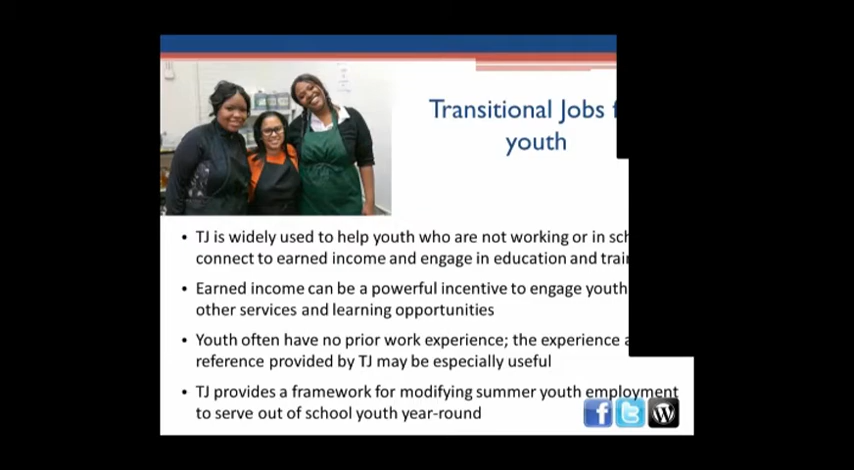 Transitional Jobs
youth
• TJ is widely used to help youth who are not working or in
connect to earned income and engage in education and
• Earned income can be a powerful incentive to engage youth
other services and learning opportunities
• Youth often have no prior work experience; the experience
reference provided by TJ may be especially useful
• TJ provides a framework for modifying summer youth employment
to serve out of school youth year-round